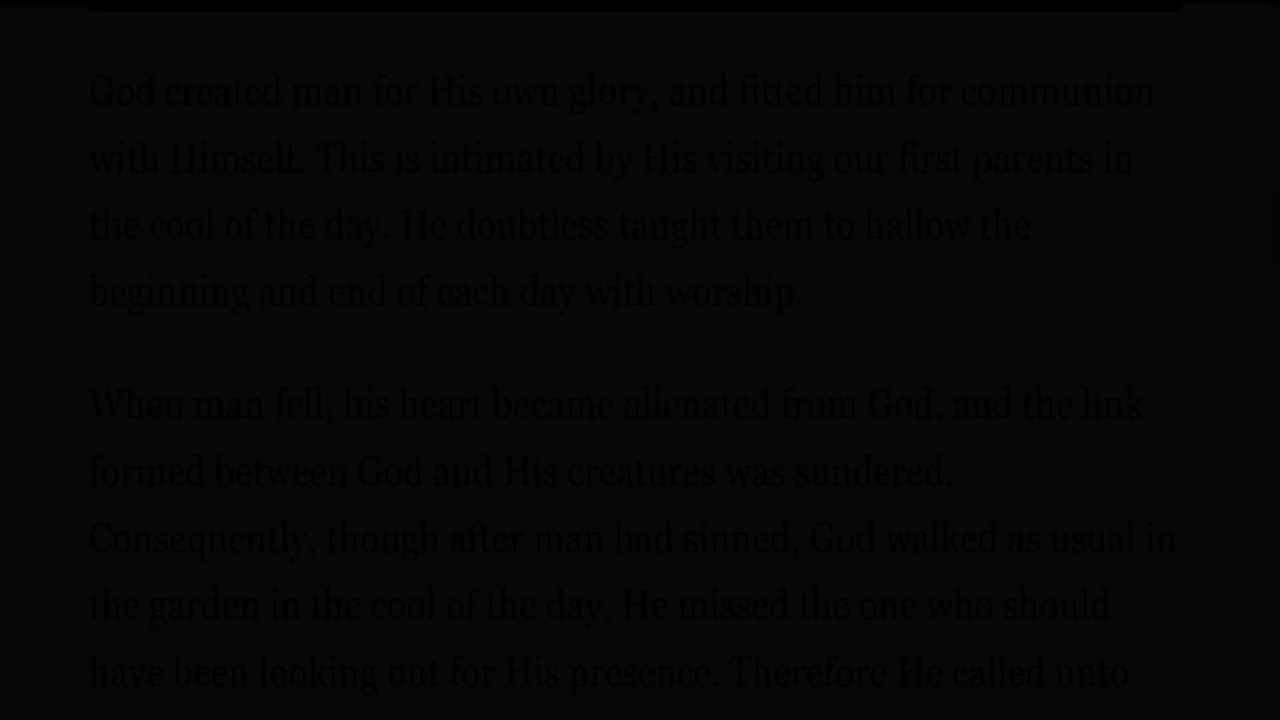 God created man for His own glory, and fitted him for communion
with Himself. This is intimated by His visiting our first parents in
the cool of the day. He doubtless taught them to hallow the
beginning and end of each day with worship.
When man fell, his heart became alienated from God, and the link
formed between God and His creatures was sundered.
Consequently, though after man had sinned, God walked as usual in
the garden in the cool of the day. He missed the one who should
have been looking out for His presence. Therefore He called unto